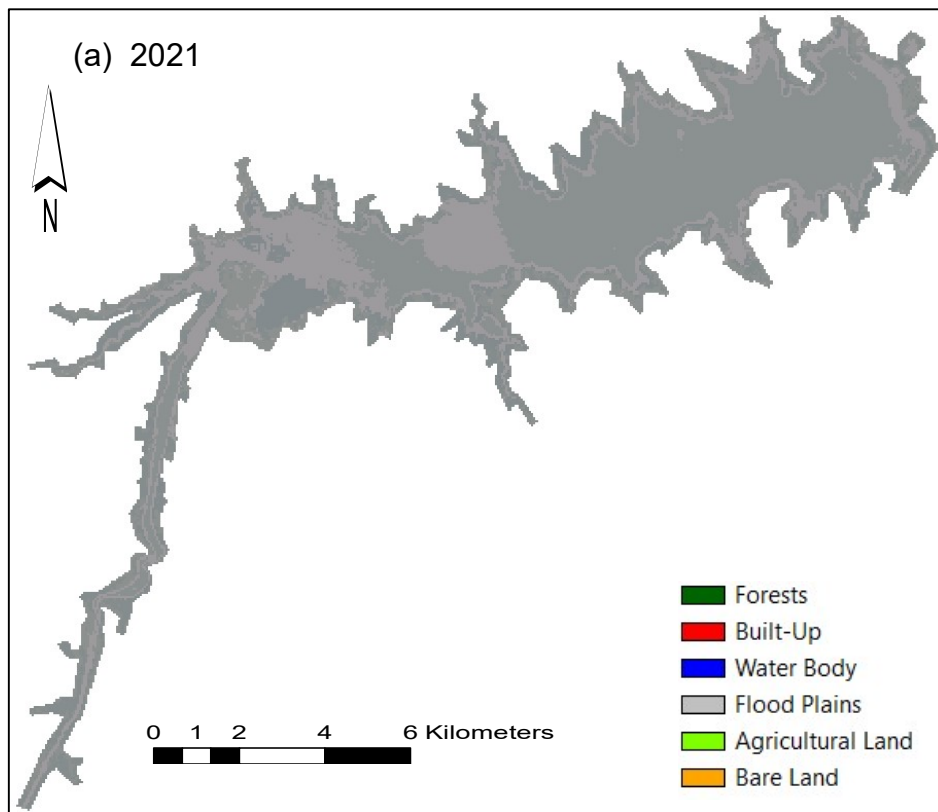 (a) 2021
N
Forests
Built-Up
Water Body
Flood Plains
Agricultural Land
Bare Land
0 1 2 4 6 Kilometers